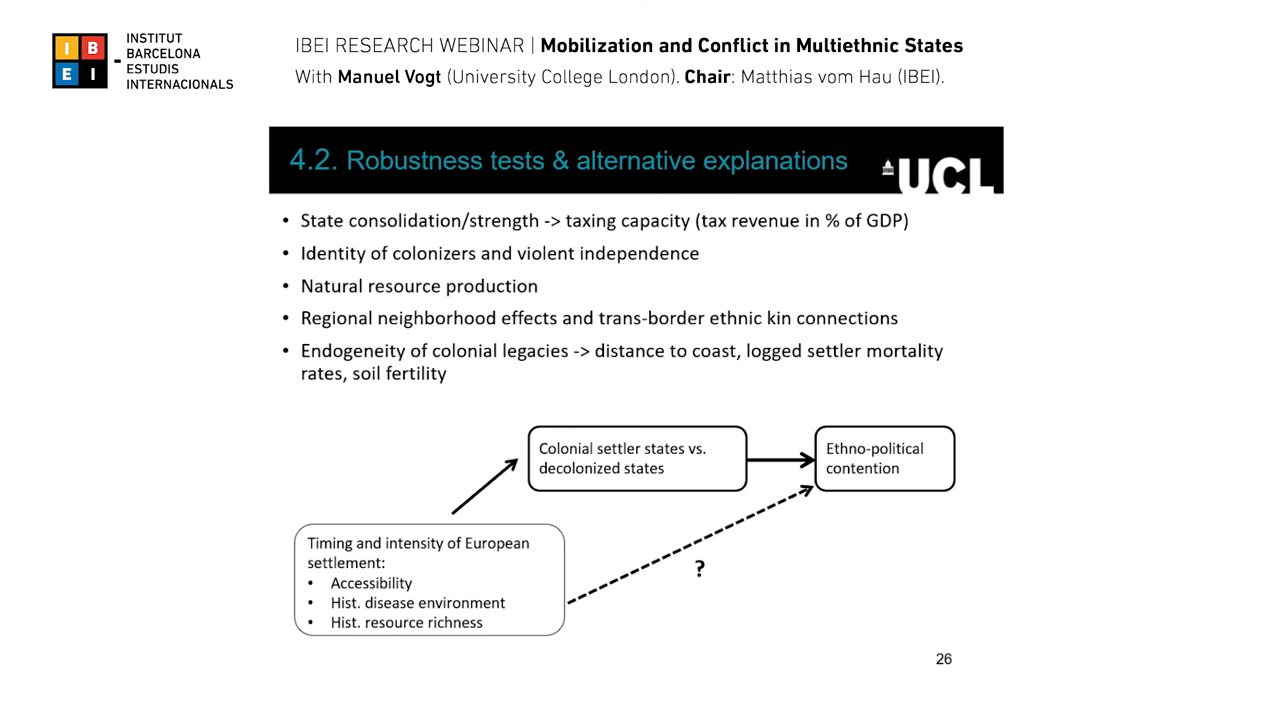 I B
E I
INSTITUT
BARCELONA
ESTUDIS
INTERNACIONALS
IBEI RESEARCH WEBINAR | Mobilization and Conflict in Multiethnic States
With Manuel Vogt (University College London). Chair: Matthias vom Hau (IBEI).
4.2. Robustness tests & alternative explanations
UCL
• State consolidation/strength -> taxing capacity (tax revenue in % of GDP)
• Identity of colonizers and violent independence
• Natural resource production
• Regional neighborhood effects and trans-border ethnic kin connections
• Endogeneity of colonial legacies -> distance to coast, logged settler mortality
rates, soil fertility
Colonial settler states vs.
decolonized states
Ethno-political
contention
Timing and intensity of European
settlement:
• Accessibility
• Hist. disease environment
• Hist. resource richness
?
26